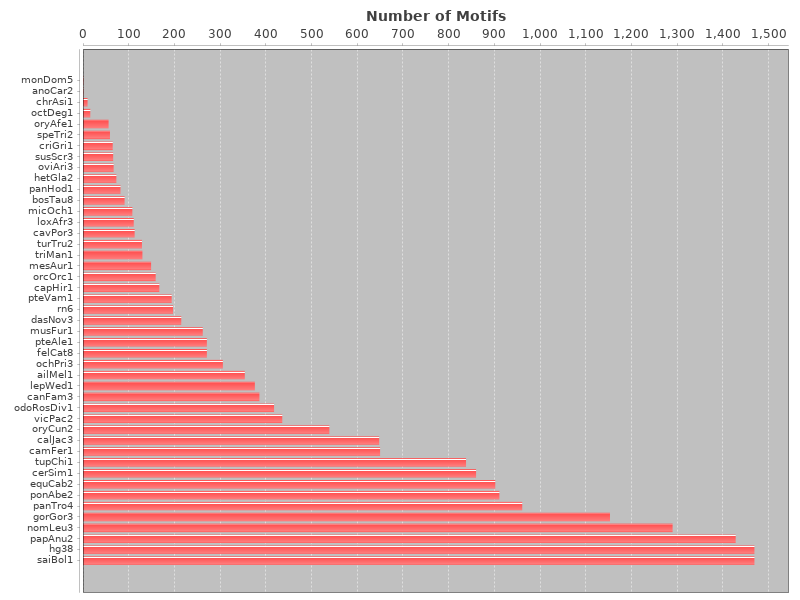 Number of Motifs
0 100 200 300 400 500 600 700 800 900 1,000 1,100 1,200 1,300 1,400 1,500
monDom5
anoCar2
chrAsi1
octDeg1
oryAfe1
speTri2
criGri1
susScr3
oviAri3
hetGla2
panHod1
bosTau8
micOch1
loxAfr3
cavPor3
turTru2
triMan1
mesAur1
orcOrc1
capHir1
pteVam1
rn6
dasNov3
musFur1
pteAle1
felCat8
ochPri3
ailMel1
lepWed1
canFam3
odoRosDiv1
vicPac2
oryCun2
calJac3
camFer1
tupChi1
cerSim1
equCab2
ponAbe2
panTro4
gorGor3
nomLeu3
papAnu2
hg38
saiBol1